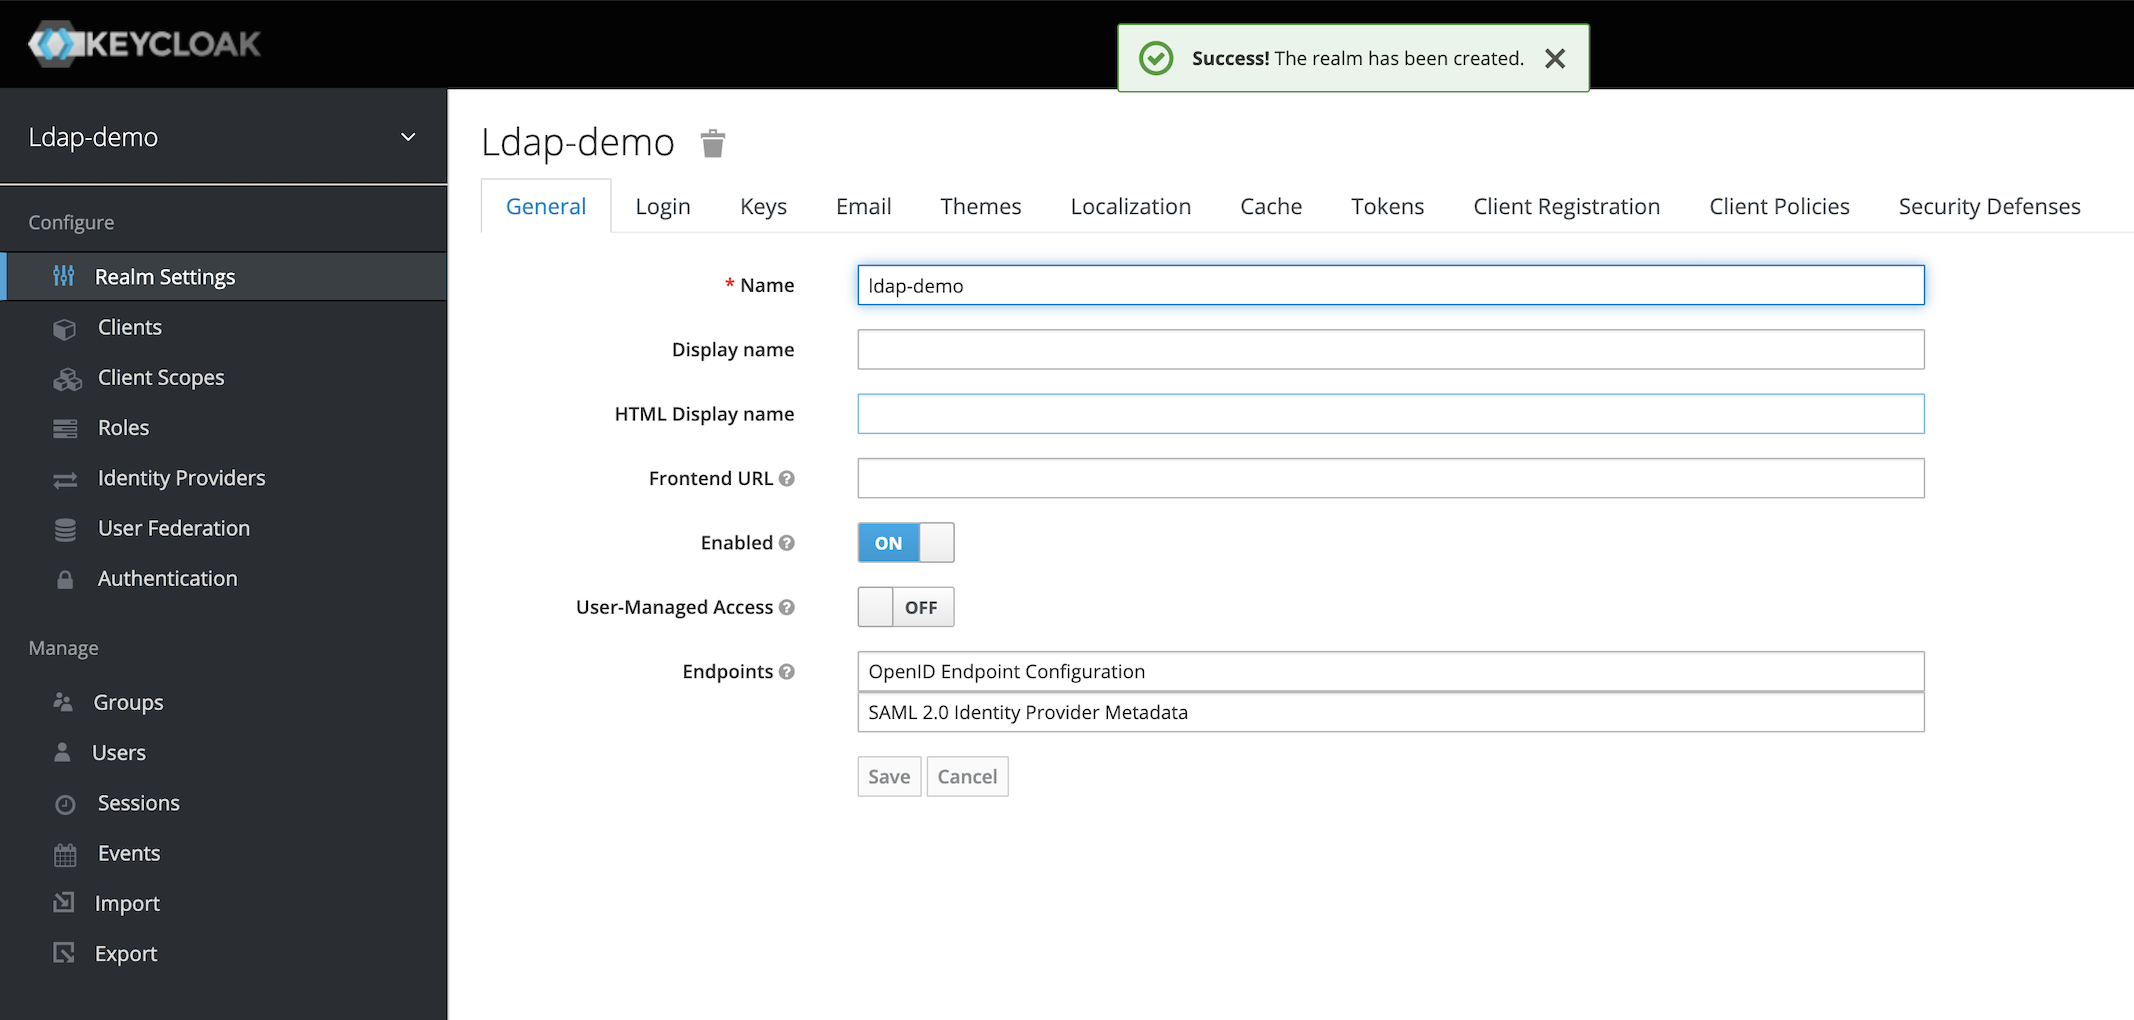 KEYCLOAK
Success! The realm has been created.
Ldap-demo
Configure
Realm Settings
Clients
Client Scopes
Roles
Identity Providers
User Federation
Authentication
Manage
Groups
Users
Sessions
Events
Import
Export
Ldap-demo
General Login Keys Email Themes Localization Cache Tokens Client Registration Client Policies Security Defenses
* Name ldap-demo
Display name
HTML Display name
Frontend URL ?
Enabled ? ON
User-Managed Access ? OFF
Endpoints ? OpenID Endpoint Configuration
SAML 2.0 Identity Provider Metadata
Save Cancel